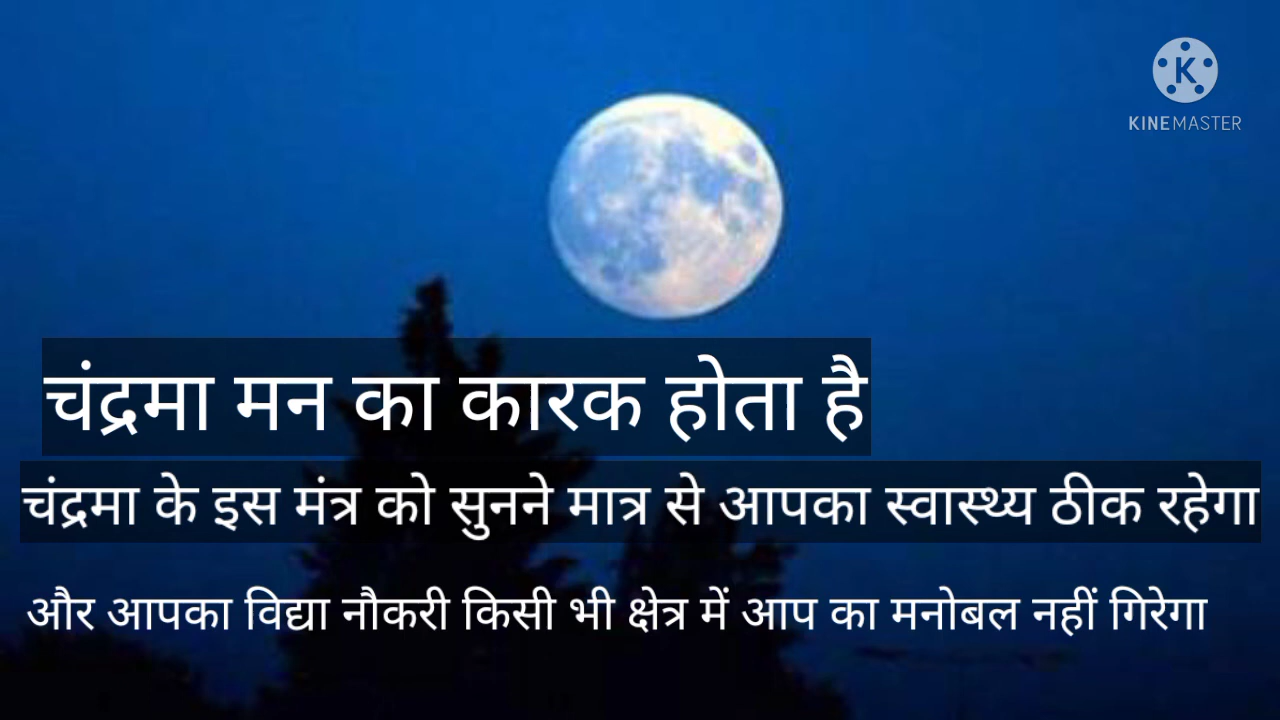 KINEMASTER
चंद्रमा मन का कारक होता है
चंद्रमा के इस मंत्र को सुनने मात्र से आपका स्वास्थ्य ठीक रहेगा
और आपका विद्या नौकरी किसी भी क्षेत्र में आप का मनोबल नहीं गिरेगा